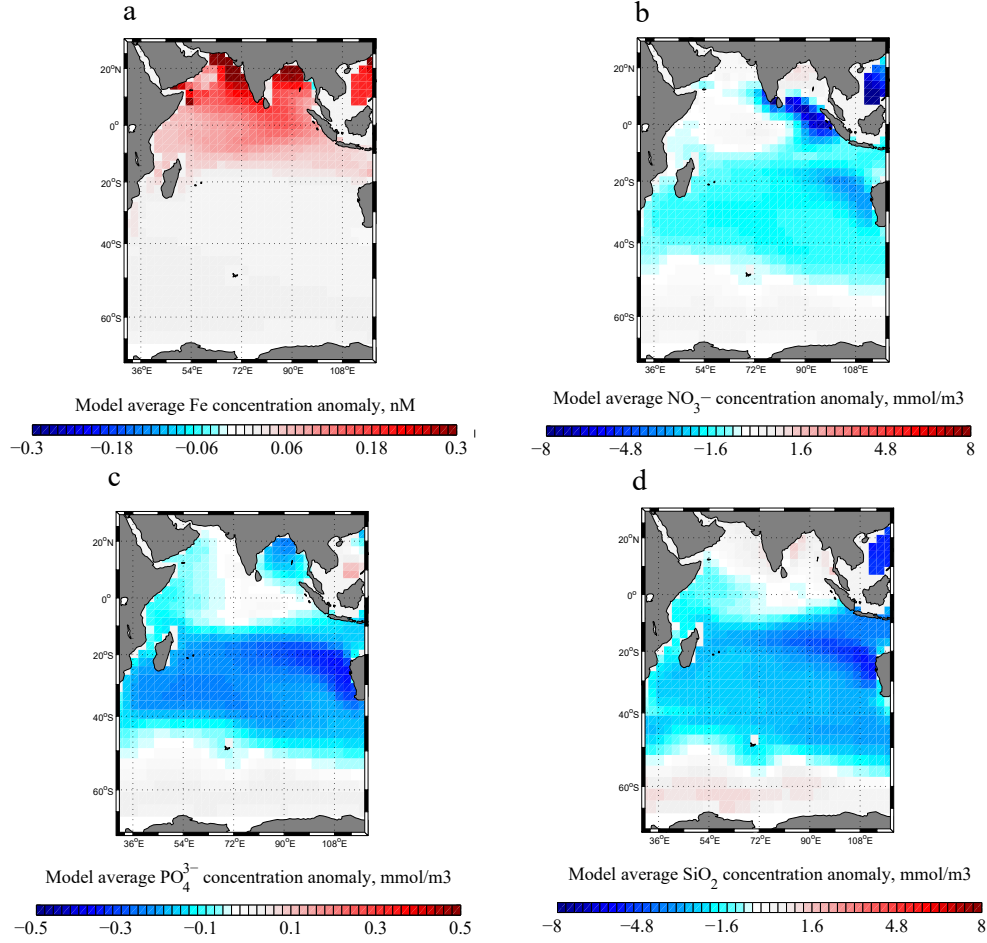 a
20°N
0°
20°S
40°S
60°S
36°E 54°E 72°E 90°E 108°E
Model average Fe concentration anomaly, nM
−0.3 −0.18 −0.06 0.06 0.18 0.3
b
20°N
0°
20°S
40°S
60°S
36°E 54°E 72°E 90°E 108°E
Model average NO₃− concentration anomaly, mmol/m3
−8 −4.8 −1.6 1.6 4.8 8
c
20°N
0°
20°S
40°S
60°S
36°E 54°E 72°E 90°E 108°E
Model average PO₄³⁻ concentration anomaly, mmol/m3
−0.5 −0.3 −0.1 0.1 0.3 0.5
d
20°N
0°
20°S
40°S
60°S
36°E 54°E 72°E 90°E 108°E
Model average SiO₂ concentration anomaly, mmol/m3
−8 −4.8 −1.6 1.6 4.8 8